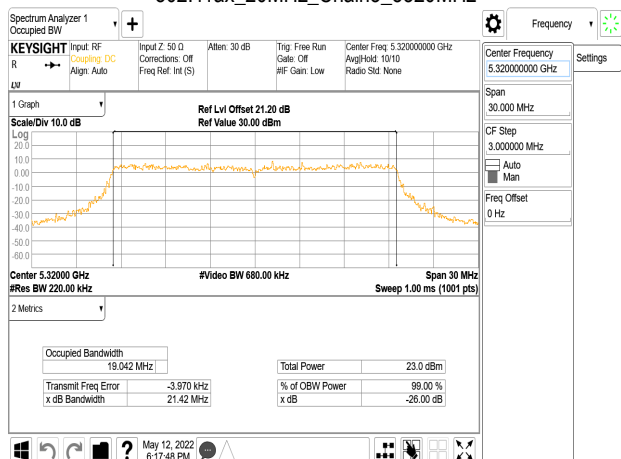 Spectrum Analyzer 1
Occupied BW
Frequency
KEYSIGHT
R
LXI
Input: RF
Coupling: DC
Align: Auto
Input Z: 50 Ω
Corrections: Off
Freq Ref: Int (S)
Atten: 30 dB
Trig: Free Run
Gate: Off
#IF Gain: Low
Center Freq: 5.320000000 GHz
Avg|Hold: 10/10
Radio Std: None
Center Frequency
5.320000000 GHz
Settings
Span
30.000 MHz
CF Step
3.000000 MHz
Auto
Man
Freq Offset
0 Hz
1 Graph
Scale/Div 10.0 dB
Ref Lvl Offset 21.20 dB
Ref Value 30.00 dBm
Log
20.0
10.0
0.00
-10.0
-20.0
-30.0
-40.0
-50.0
-60.0
Center 5.32000 GHz
#Res BW 220.00 kHz
#Video BW 680.00 kHz
Span 30 MHz
Sweep 1.00 ms (1001 pts)
2 Metrics
Occupied Bandwidth
19.042 MHz
Total Power 23.0 dBm
Transmit Freq Error -3.970 kHz
% of OBW Power 99.00 %
x dB Bandwidth 21.42 MHz
x dB -26.00 dB
May 12, 2022
6:17:48 PM